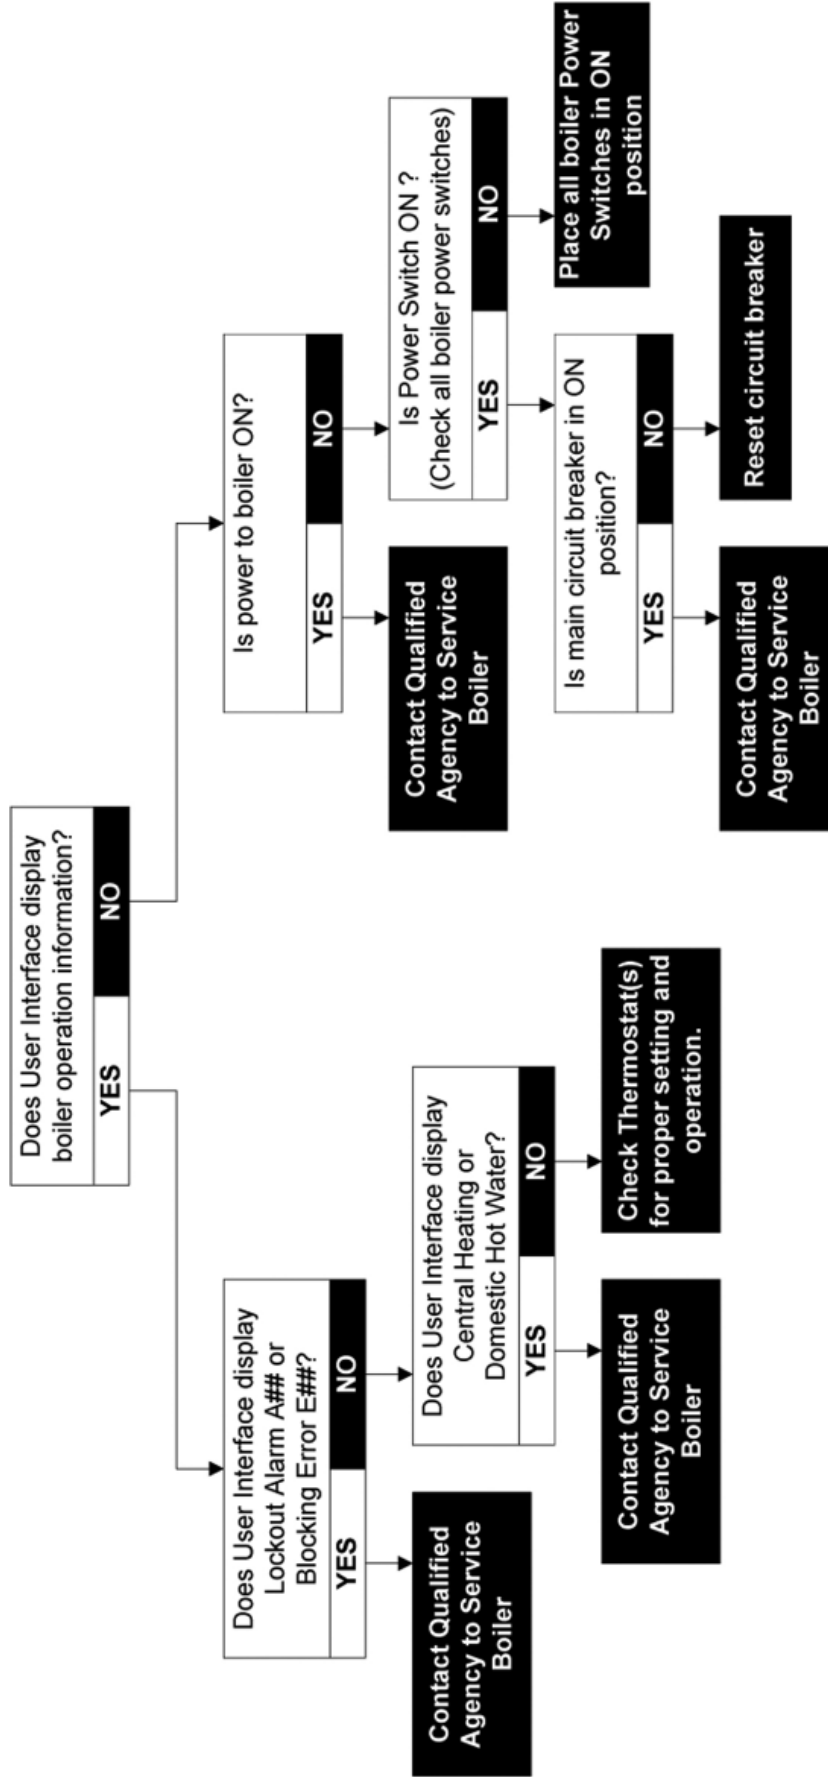 Does User Interface display
boiler operation information?
YES
NO
Does User Interface display
Lockout Alarm A## or
Blocking Error E##?
YES
NO
Contact Qualified
Agency to Service
Boiler
Does User Interface display
Central Heating or
Domestic Hot Water?
YES
NO
Contact Qualified
Agency to Service
Boiler
Check Thermostat(s)
for proper setting and
operation.
Is power to boiler ON?
YES
NO
Contact Qualified
Agency to Service
Boiler
Is Power Switch ON ?
(Check all boiler power switches)
YES
NO
Is main circuit breaker in ON
position?
YES
NO
Contact Qualified
Agency to Service
Boiler
Reset circuit breaker
Place all boiler Power
Switches in ON
position